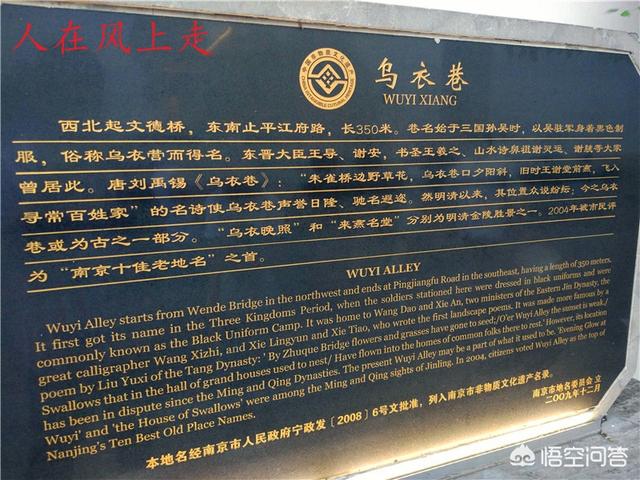 人在风上走
乌衣巷
WUYI XIANG
西北起文德桥，东南止平江府路，长350米。巷名始于三国孙吴时，以吴驻军身着黑色制
服，俗称乌衣营而得名。东晋大臣王导、谢安，书圣王羲之、山水诗鼻祖谢灵运、谢朓等大家
曾居此。唐刘禹锡《乌衣巷》：“朱雀桥边野草花，乌衣巷口夕阳斜，旧时王谢堂前燕，飞入
寻常百姓家”的名诗使乌衣巷声誉日隆、驰名遐迩。然明清以来，其位置众说纷纭；今之乌衣
巷或为古之一部分。“乌衣晚照”和“来燕名堂”分别为明清金陵胜景之一。2004年被市民评
为“南京十佳老地名”之首。
WUYI ALLEY
Wuyi Alley starts from Wende Bridge in the northwest and ends at Pingjiangfu Road in the southeast, having a length of 350 meters.
It first got its name in the Three Kingdoms Period, when the soldiers stationed here were dressed in black uniforms and were
commonly known as the Black Uniform Camp. It was home to Wang Dao and Xie An, two ministers of the Eastern Jin Dynasty, the
great calligrapher Wang Xizhi, and Xie Lingyun and Xie Tiao, who wrote the first landscape poems. It was made more famous by a
poem by Liu Yuxi of the Tang Dynasty: ' By Zhuque Bridge flowers and grasses have gone to seed;/O'er Wuyi Alley the sunset is weak./
Swallows that in the hall of grand houses used to nest/ Have flown into the homes of common folks there to rest.' However, its location
has been in dispute since the Ming and Qing Dynasties. The present Wuyi Alley may be a part of what it used to be. 'Evening Glow at
Wuyi' and 'the House of Swallows' were among the Ming and Qing sights of Jinling. In 2004, citizens voted Wuyi Alley as the top of
Nanjing's Ten Best Old Place Names.
本地名经南京市人民政府宁政发［2008］6号文批准，列入南京市非物质文化遗产名录。
南京市地名委员会 立
二〇〇九年十二月
悟空问答